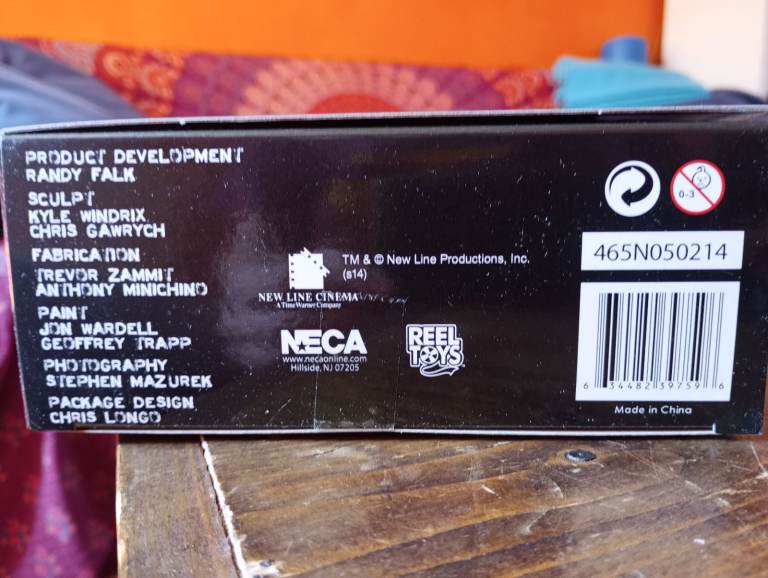 PRODUCT DEVELOPMENT
RANDY FALK
SCULPT
KYLE WINDRIX
CHRIS GAWRYCH
FABRICATION
TREVOR ZAMMIT
ANTHONY MINICHINO
PAINT
JON WARDELL
GEOFFREY TRAPP
PHOTOGRAPHY
STEPHEN MAZUREK
PACKAGE DESIGN
CHRIS LONGO
NEW LINE CINEMA
A Time Warner Company
TM & © New Line Productions, Inc.
(s14)
NECA
www.necaonline.com
Hillside, NJ 07205
REEL
TOYS
0-3
465N050214
6 34482 39759 6
Made in China